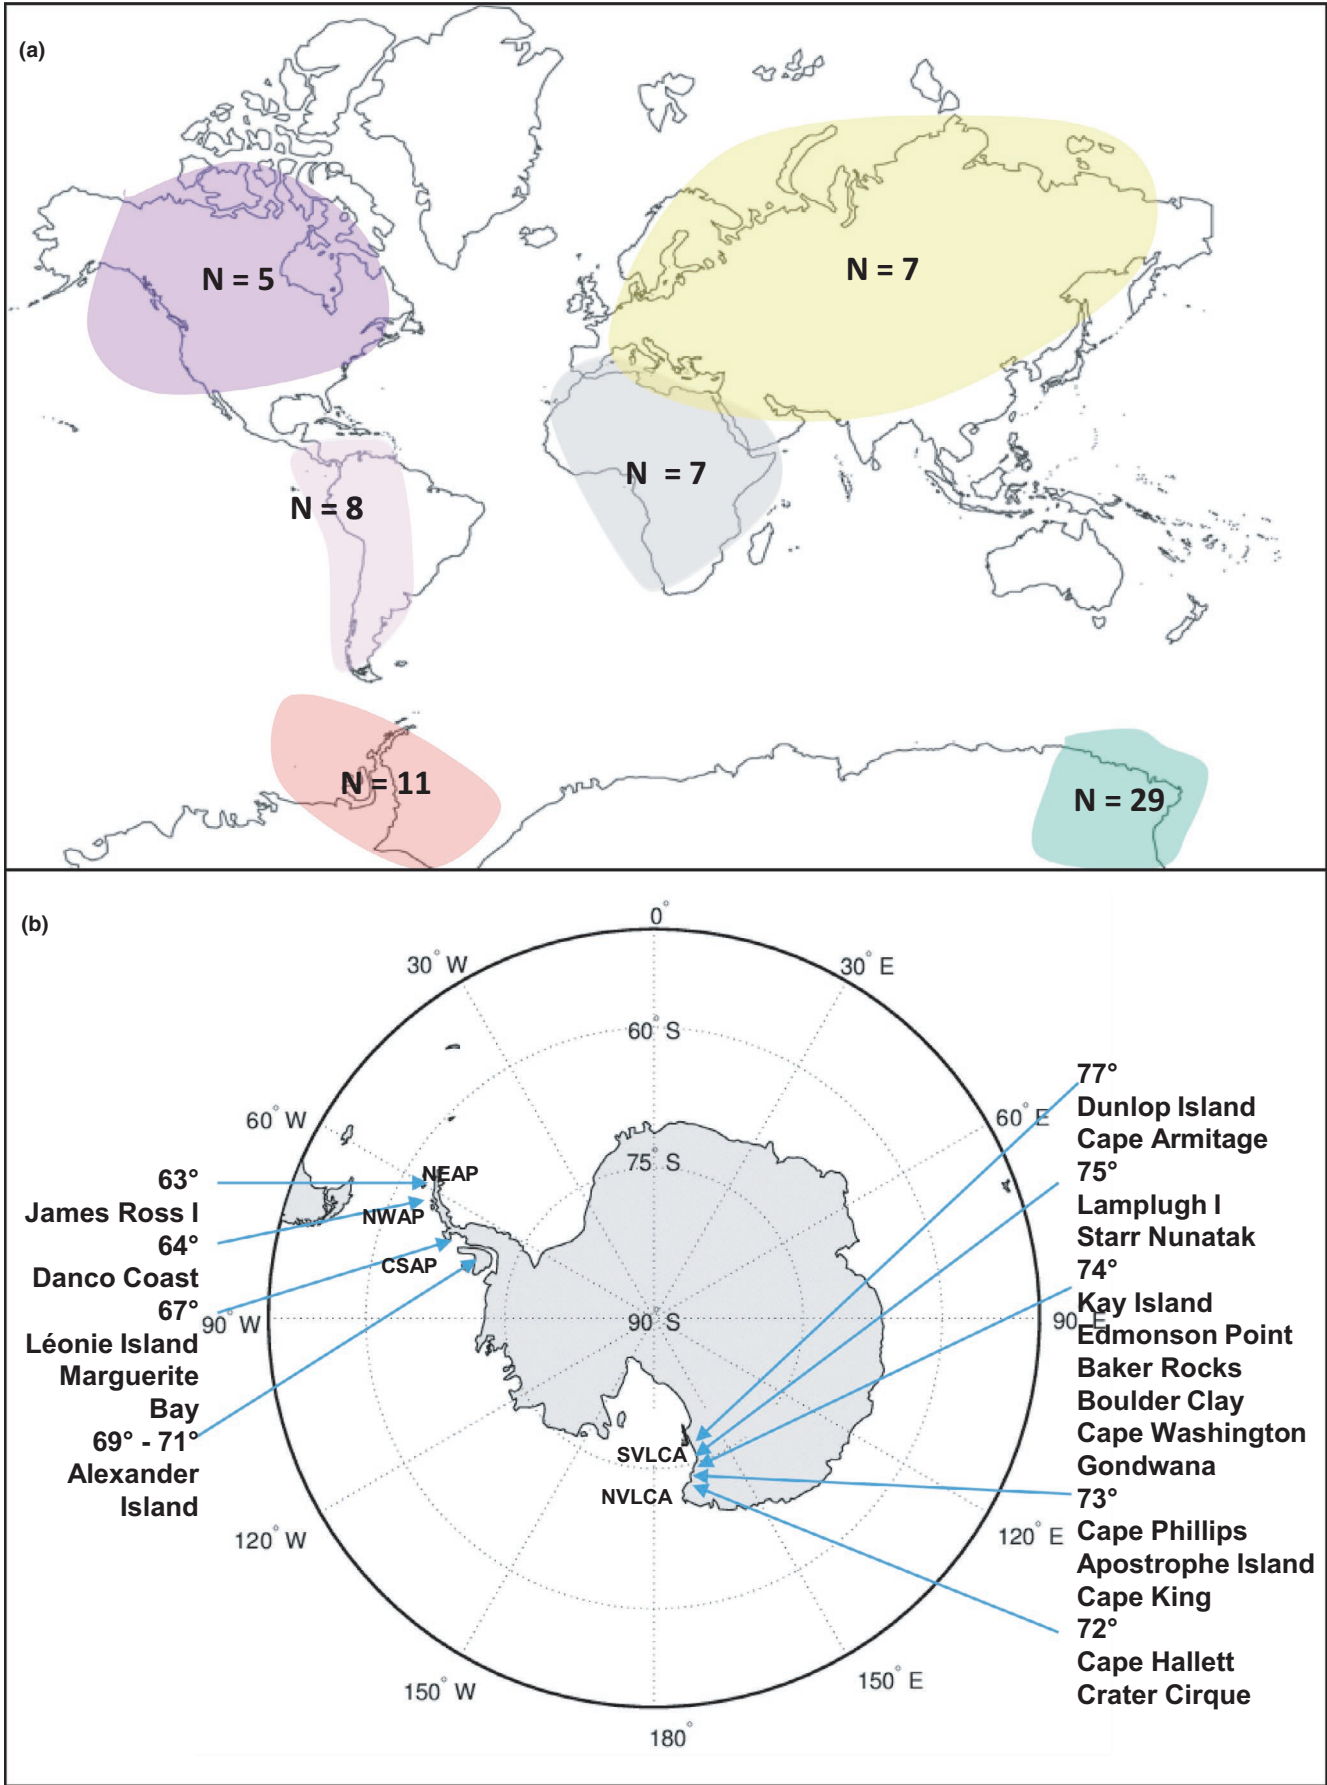 (a)
N = 5
N = 7
N = 7
N = 8
N = 11
N = 29
(b)
0°
30° W
30° E
60° S
60° W
60° E
75° S
NEAP
NWAP
CSAP
90° W
90° S
90° E
SVLCA
NVLCA
120° W
120° E
150° W
150° E
180°
63°
James Ross I
64°
Danco Coast
67°
Léonie Island
Marguerite
Bay
69° - 71°
Alexander
Island
77°
Dunlop Island
Cape Armitage
75°
Lamplugh I
Starr Nunatak
74°
Kay Island
Edmonson Point
Baker Rocks
Boulder Clay
Cape Washington
Gondwana
73°
Cape Phillips
Apostrophe Island
Cape King
72°
Cape Hallett
Crater Cirque